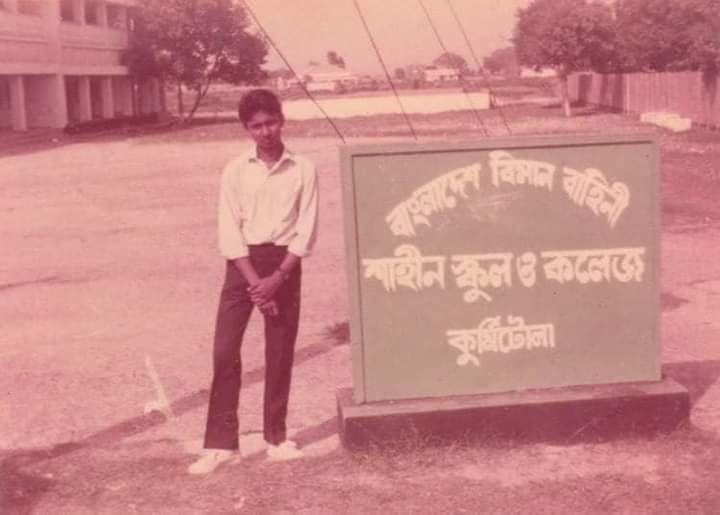 বাংলাদেশ বিমান বাহিনী
শাহীন স্কুল ও কলেজ
কুর্মিটোলা